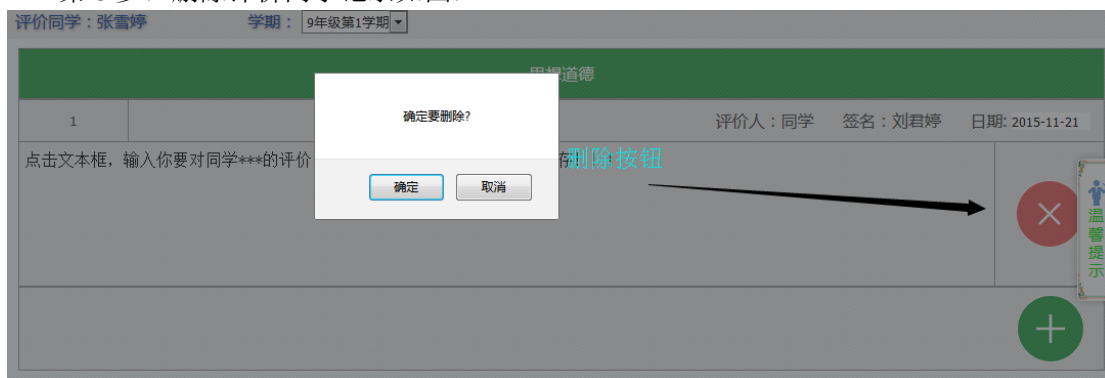 评价同学：张雪婷 学期： 9年级第1学期
思想道德
确定要删除?
1 评价人：同学 签名：刘君婷 日期: 2015-11-21
点击文本框，输入你要对同学***的评价
删除按钮
确定 取消
温馨提示